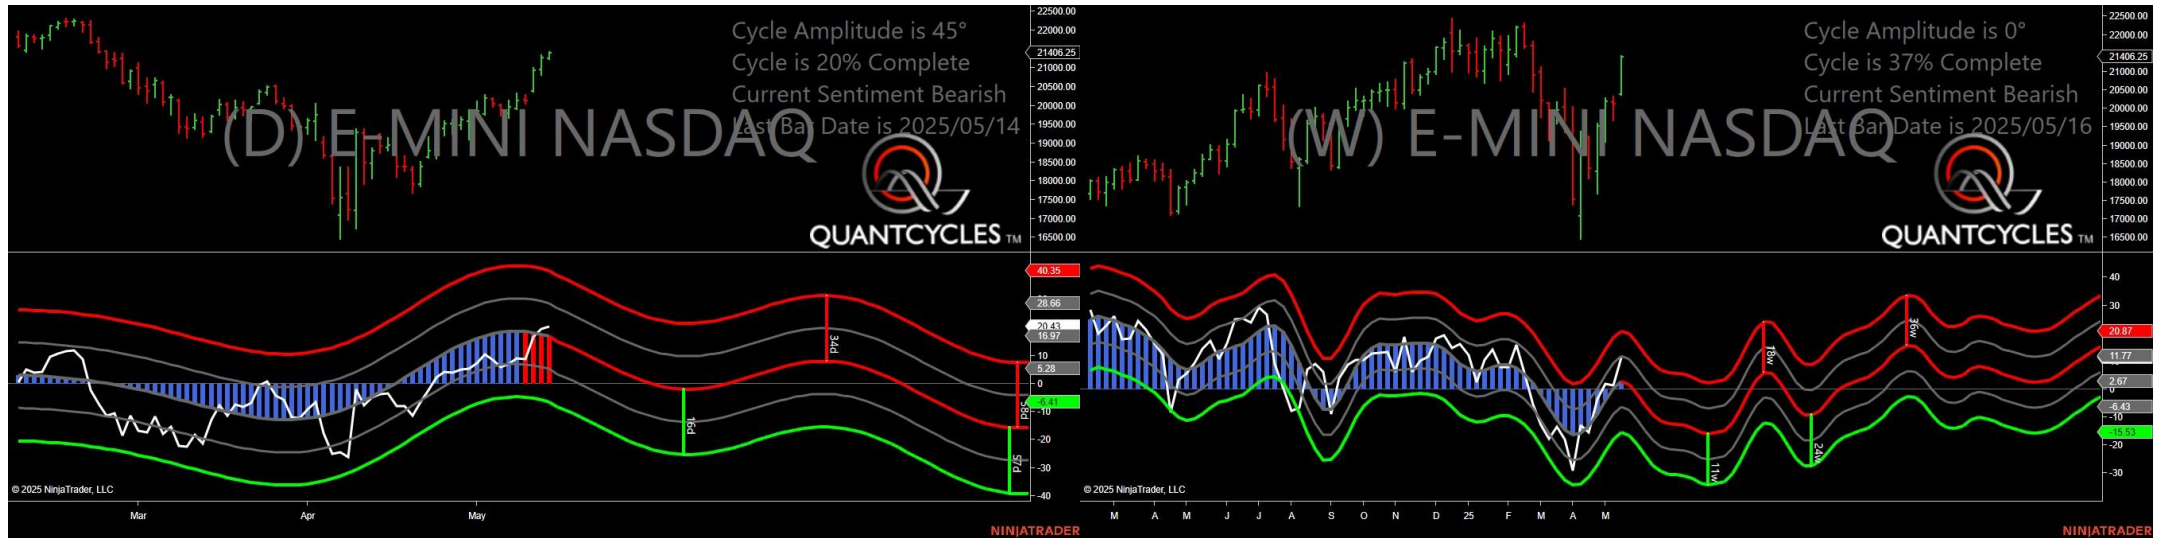 22500.00
22000.00
21406.25
21000.00
20500.00
20000.00
19500.00
19000.00
18500.00
18000.00
17500.00
17000.00
16500.00
Cycle Amplitude is 45°
Cycle is 20% Complete
Current Sentiment Bearish
Last Bar Date is 2025/05/14
(D) E-MINI NASDAQ
QUANTCYCLES TM
40.35
28.66
20.43
16.97
10
5.28
0
-6.41
-10
-20
-30
-40
16d
34d
58d
57d
© 2025 NinjaTrader, LLC
Mar Apr May
NINJATRADER
22500.00
22000.00
21406.25
21000.00
20500.00
20000.00
19500.00
19000.00
18500.00
18000.00
17500.00
17000.00
16500.00
Cycle Amplitude is 0°
Cycle is 37% Complete
Current Sentiment Bearish
Last Bar Date is 2025/05/16
(W) E-MINI NASDAQ
QUANTCYCLES TM
40
30
20.87
11.77
2.67
0
-6.43
-10
-15.53
-20
-30
11w
18w
24w
36w
© 2025 NinjaTrader, LLC
M A M J J A S O N D 25 F M A M
NINJATRADER